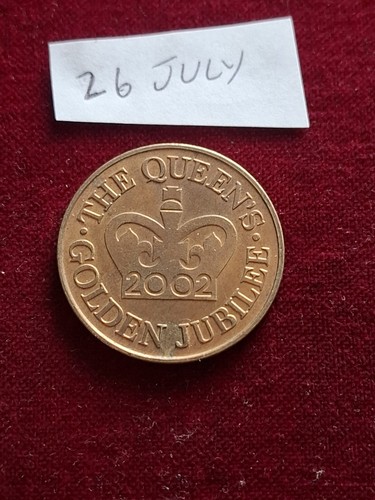 26 JULY
· THE QUEEN'S ·
2002
GOLDEN JUBILEE